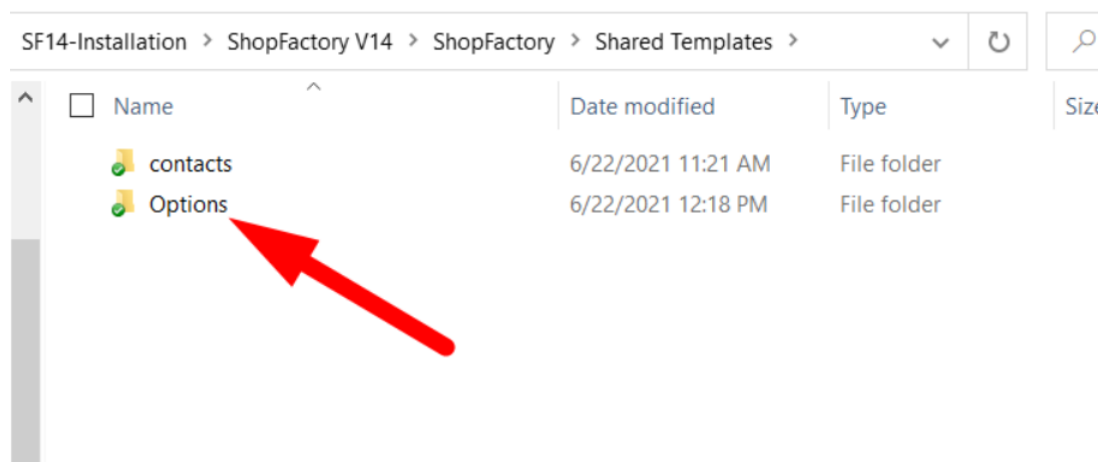 SF14-Installation > ShopFactory V14 > ShopFactory > Shared Templates >
Name Date modified Type Size
contacts 6/22/2021 11:21 AM File folder
Options 6/22/2021 12:18 PM File folder